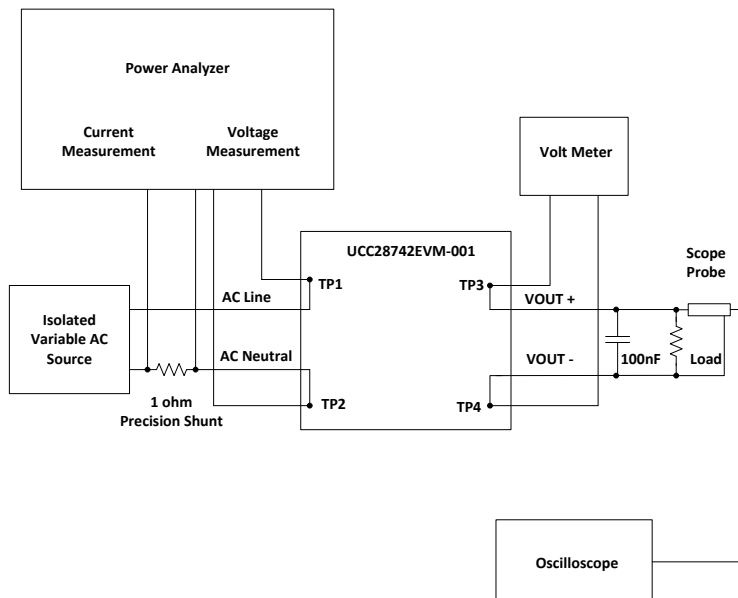 Power Analyzer
Current
Measurement
Voltage
Measurement
Volt Meter
UCC28742EVM-001
Scope
Probe
TP1
TP3
AC Line
VOUT +
Isolated
Variable AC
Source
AC Neutral
VOUT -
100nF
Load
1 ohm
Precision Shunt
TP2
TP4
Oscilloscope